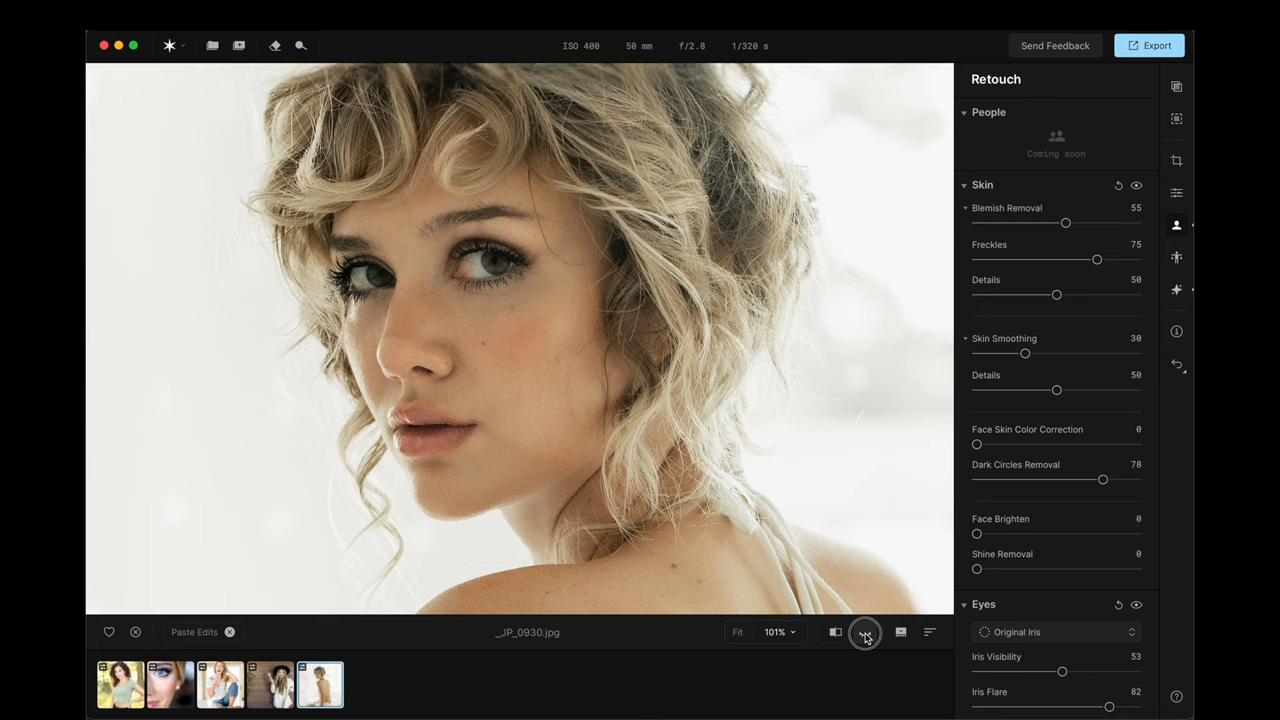 ISO 400 50 mm f/2.8 1/320 s Send Feedback Export
Retouch
People
Coming soon
Skin
Blemish Removal 55
Freckles 75
Details 50
Skin Smoothing 30
Details 50
Face Skin Color Correction 0
Dark Circles Removal 78
Face Brighten 0
Shine Removal 0
Eyes
Original Iris
Iris Visibility 53
Iris Flare 82
Paste Edits _JP_0930.jpg Fit 101%